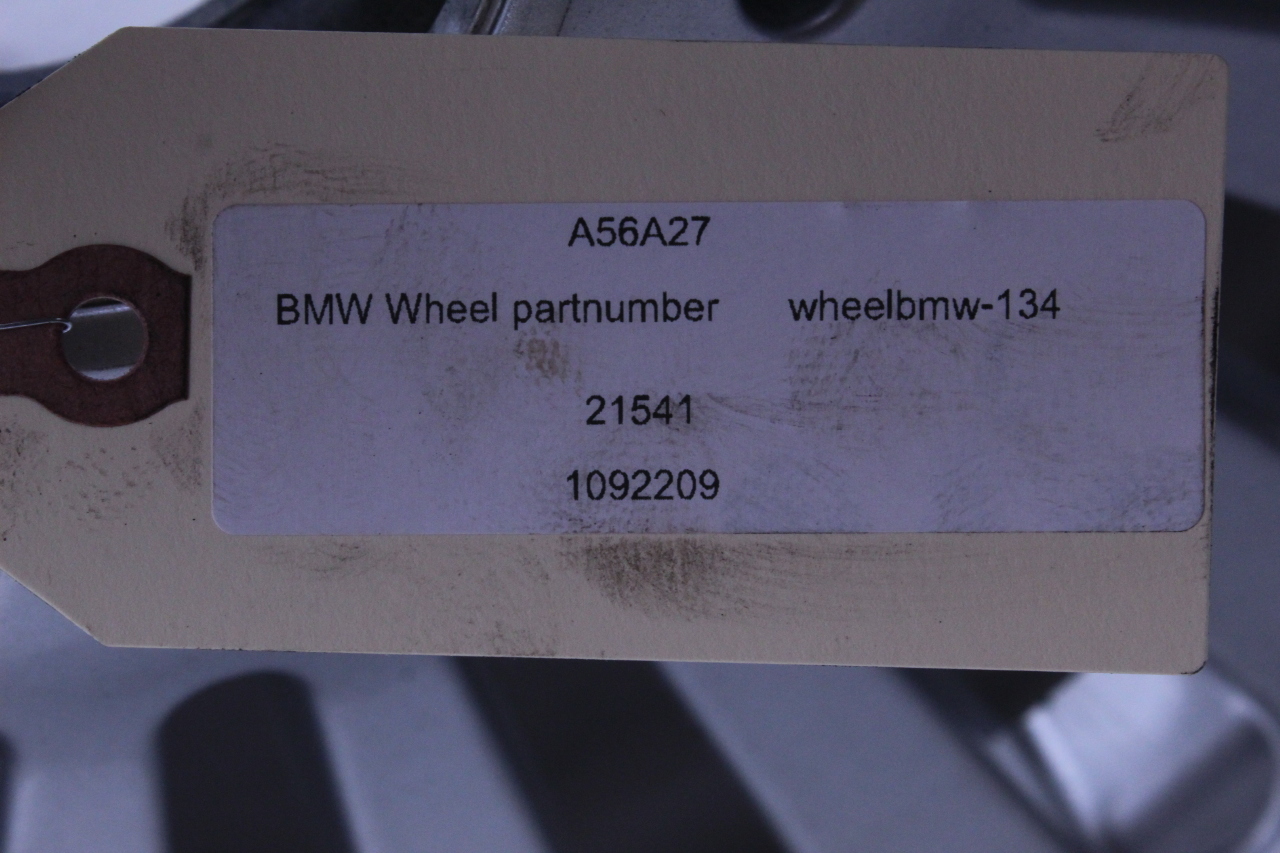 A56A27
BMW Wheel partnumber wheelbmw-134
21541
1092209